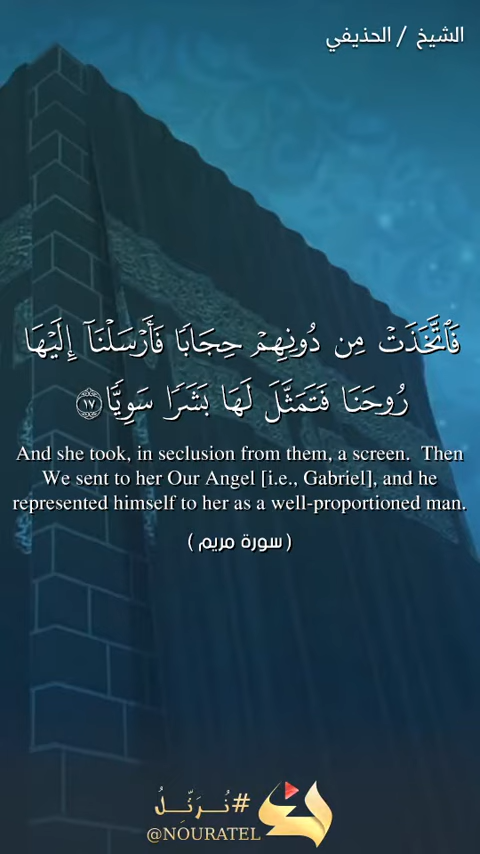 الشيخ / الحذيفي
فَٱتَّخَذَتْ مِن دُونِهِمْ حِجَابًا فَأَرْسَلْنَآ إِلَيْهَا
رُوحَنَا فَتَمَثَّلَ لَهَا بَشَرًا سَوِيًّا ١٧
And she took, in seclusion from them, a screen. Then
We sent to her Our Angel [i.e., Gabriel], and he
represented himself to her as a well-proportioned man.
( سورة مريم )
#نُـرَتِّـلُ
@NOURATEL